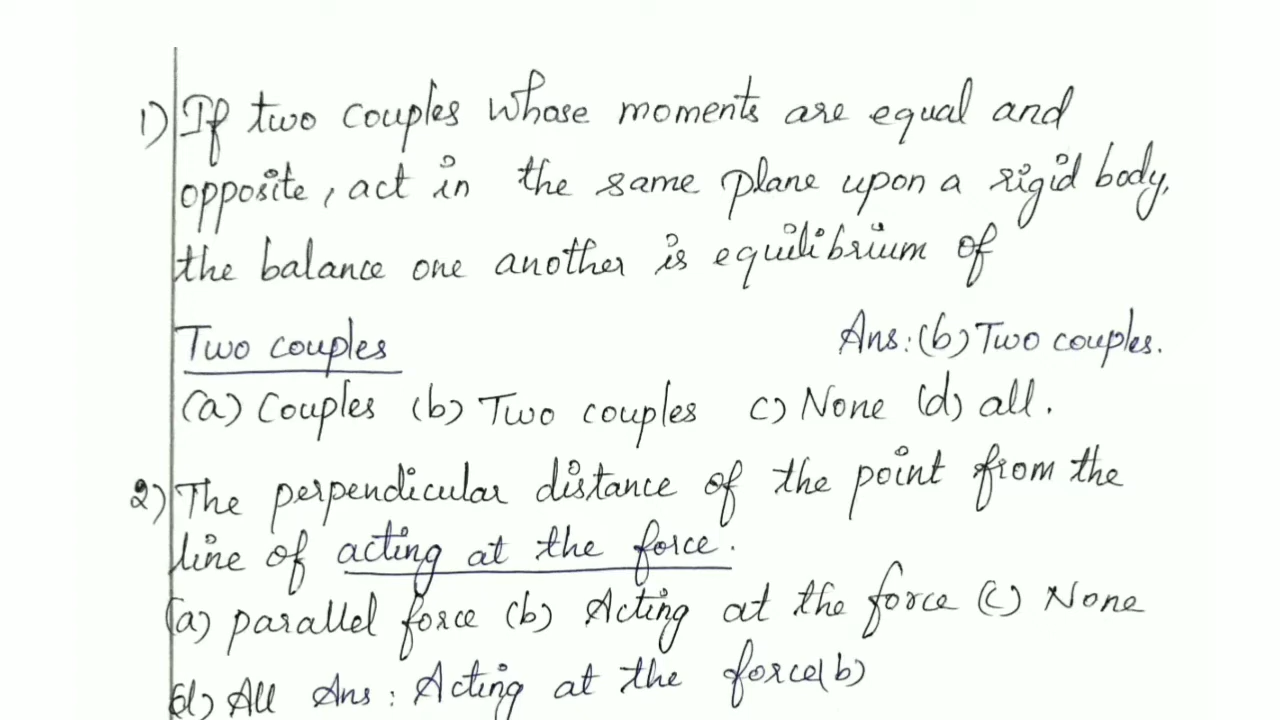 1) If two couples whose moments are equal and
opposite, act in the same plane upon a rigid body,
the balance one another is equilibrium of
Two couples Ans: (b) Two couples.
(a) Couples (b) Two couples c) None (d) all.
2) The perpendicular distance of the point from the
line of acting at the force.
(a) parallel force (b) Acting at the force (c) None
(d) All Ans: Acting at the force(b)